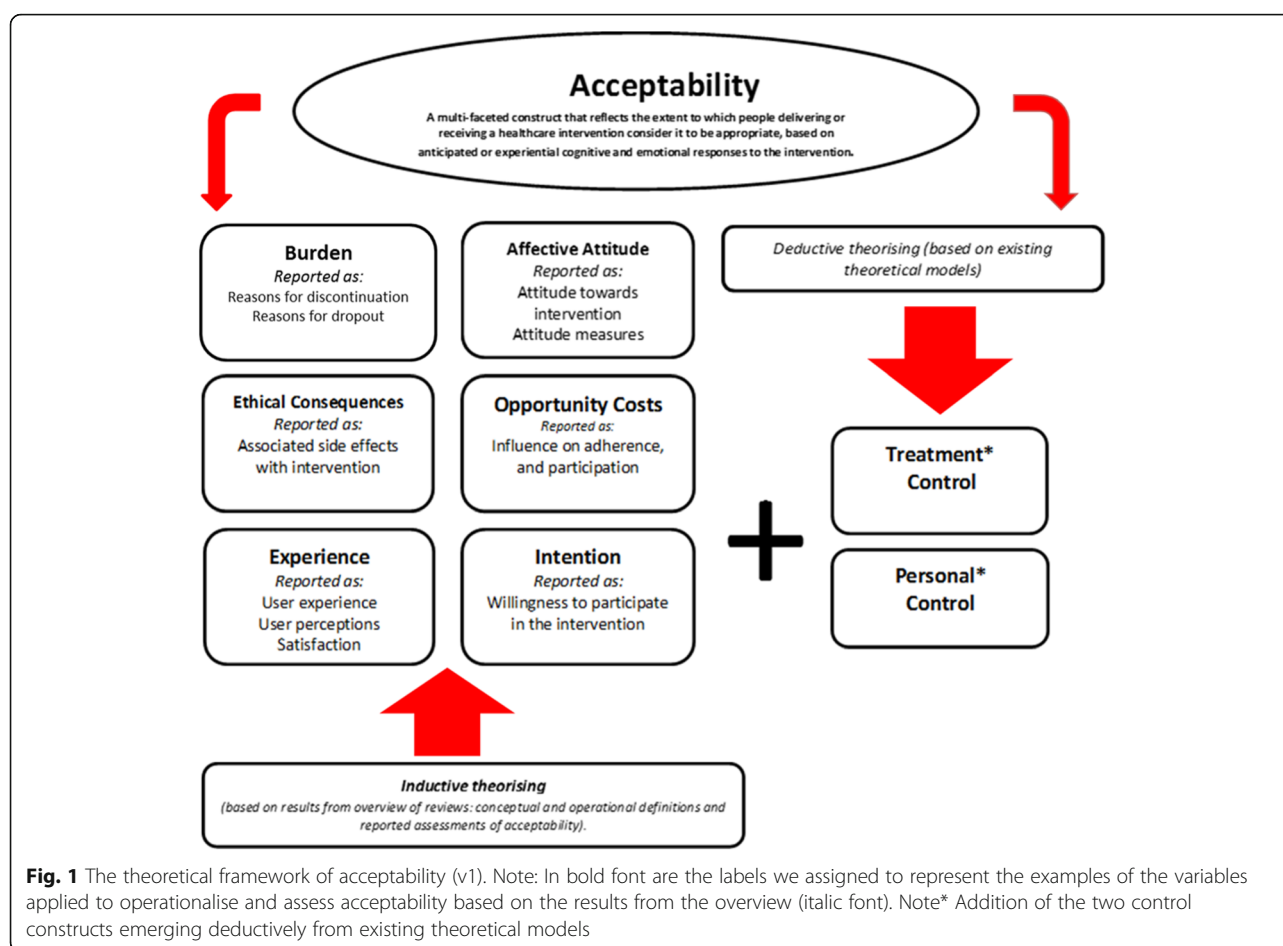 Acceptability
A multi-faceted construct that reflects the extent to which people delivering or
receiving a healthcare intervention consider it to be appropriate, based on
anticipated or experiential cognitive and emotional responses to the intervention.
Burden
Reported as:
Reasons for discontinuation
Reasons for dropout
Affective Attitude
Reported as:
Attitude towards
intervention
Attitude measures
Deductive theorising (based on existing
theoretical models)
Ethical Consequences
Reported as:
Associated side effects
with intervention
Opportunity Costs
Reported as:
Influence on adherence,
and participation
Treatment*
Control
Experience
Reported as:
User experience
User perceptions
Satisfaction
Intention
Reported as:
Willingness to participate
in the intervention
+
Personal*
Control
Inductive theorising
(based on results from overview of reviews: conceptual and operational definitions and
reported assessments of acceptability).
Fig. 1 The theoretical framework of acceptability (v1). Note: In bold font are the labels we assigned to represent the examples of the variables
applied to operationalise and assess acceptability based on the results from the overview (italic font). Note* Addition of the two control
constructs emerging deductively from existing theoretical models